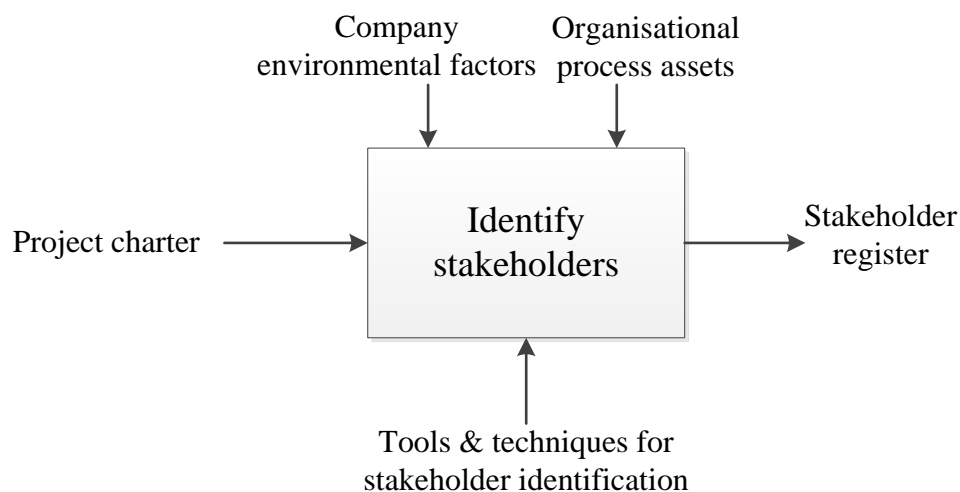 Company
environmental factors
Organisational
process assets
Project charter
Identify
stakeholders
Stakeholder
register
Tools & techniques for
stakeholder identification